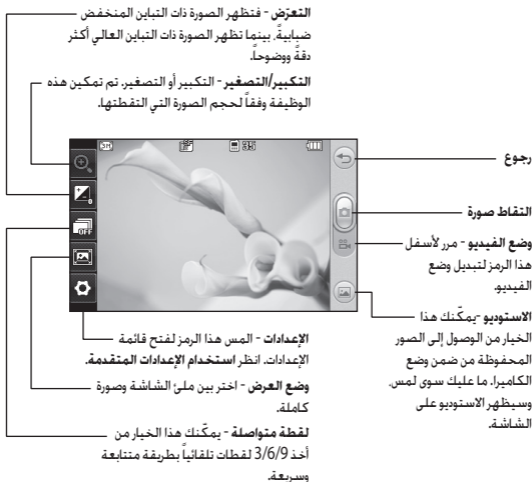 التعرّض - فتظهر الصورة ذات التباين المنخفض
ضبابيةً، بينما تظهر الصورة ذات التباين العالي أكثر
دقةً ووضوحاً.
التكبير/التصغير - التكبير أو التصغير. تم تمكين هذه
الوظيفة وفقاً لحجم الصورة التي التقطتها.
5M
35
OFF
رجوع
التقاط صورة
وضع الفيديو - مرر لأسفل
هذا الرمز لتبديل وضع
الفيديو.
الاستوديو -يمكّنك هذا
الخيار من الوصول إلى الصور
المحفوظة من ضمن وضع
الكاميرا. ما عليك سوى لمس،
وسيظهر الاستوديو على
الشاشة.
الإعدادات - المس هذا الرمز لفتح قائمة
الإعدادات. انظر استخدام الإعدادات المتقدمة.
وضع العرض - اختر بين ملئ الشاشة وصورة
كاملة.
لقطة متواصلة - يمكّنك هذا الخيار من
أخذ 3/6/9 لقطات تلقائياً بطريقة متتابعة
وسريعة.